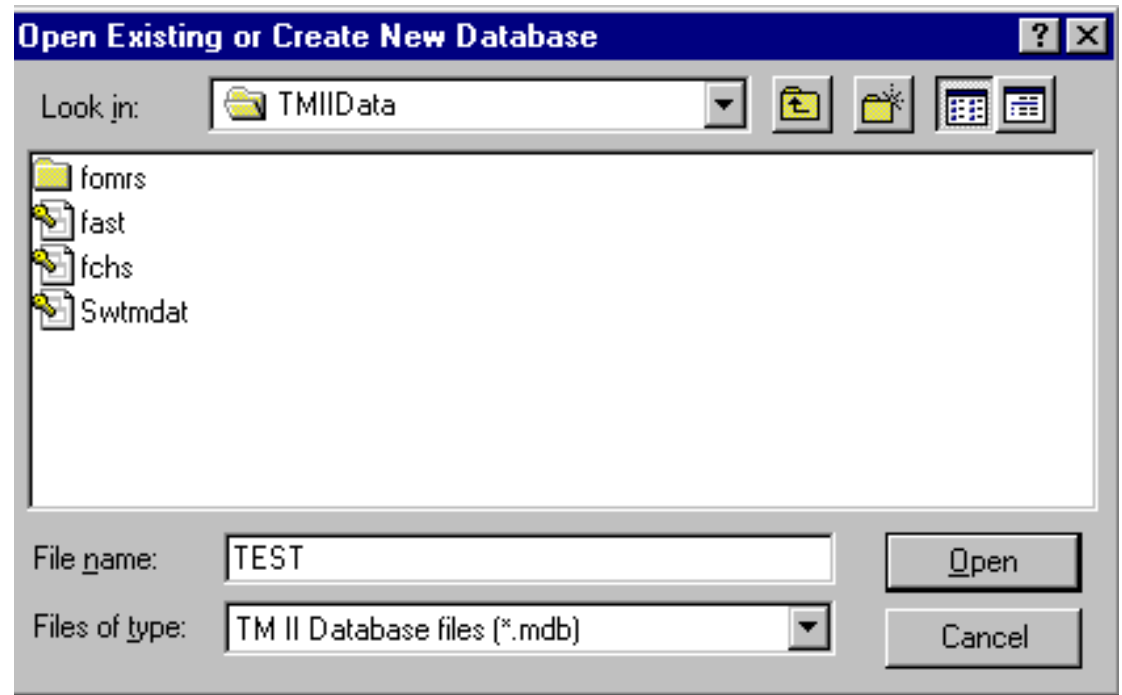 Open Existing or Create New Database
Look in: TMIIData
fomrs
fast
fchs
Swtmdat
File name: TEST Open
Files of type: TM II Database files (*.mdb) Cancel